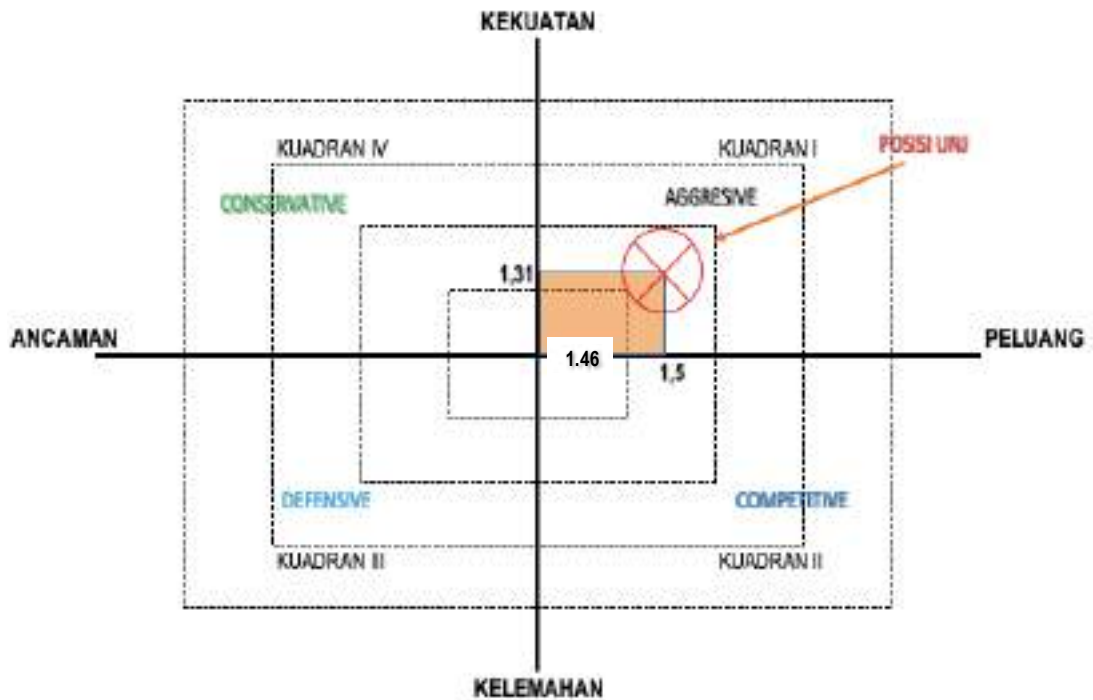 KEKUATAN
KUADRAN IV
KUADRAN I
POSISI UNJ
CONSERVATIVE
AGGRESIVE
1,31
ANCAMAN
1.46
PELUANG
1,5
DEFENSIVE
COMPETITIVE
KUADRAN III
KUADRAN II
KELEMAHAN